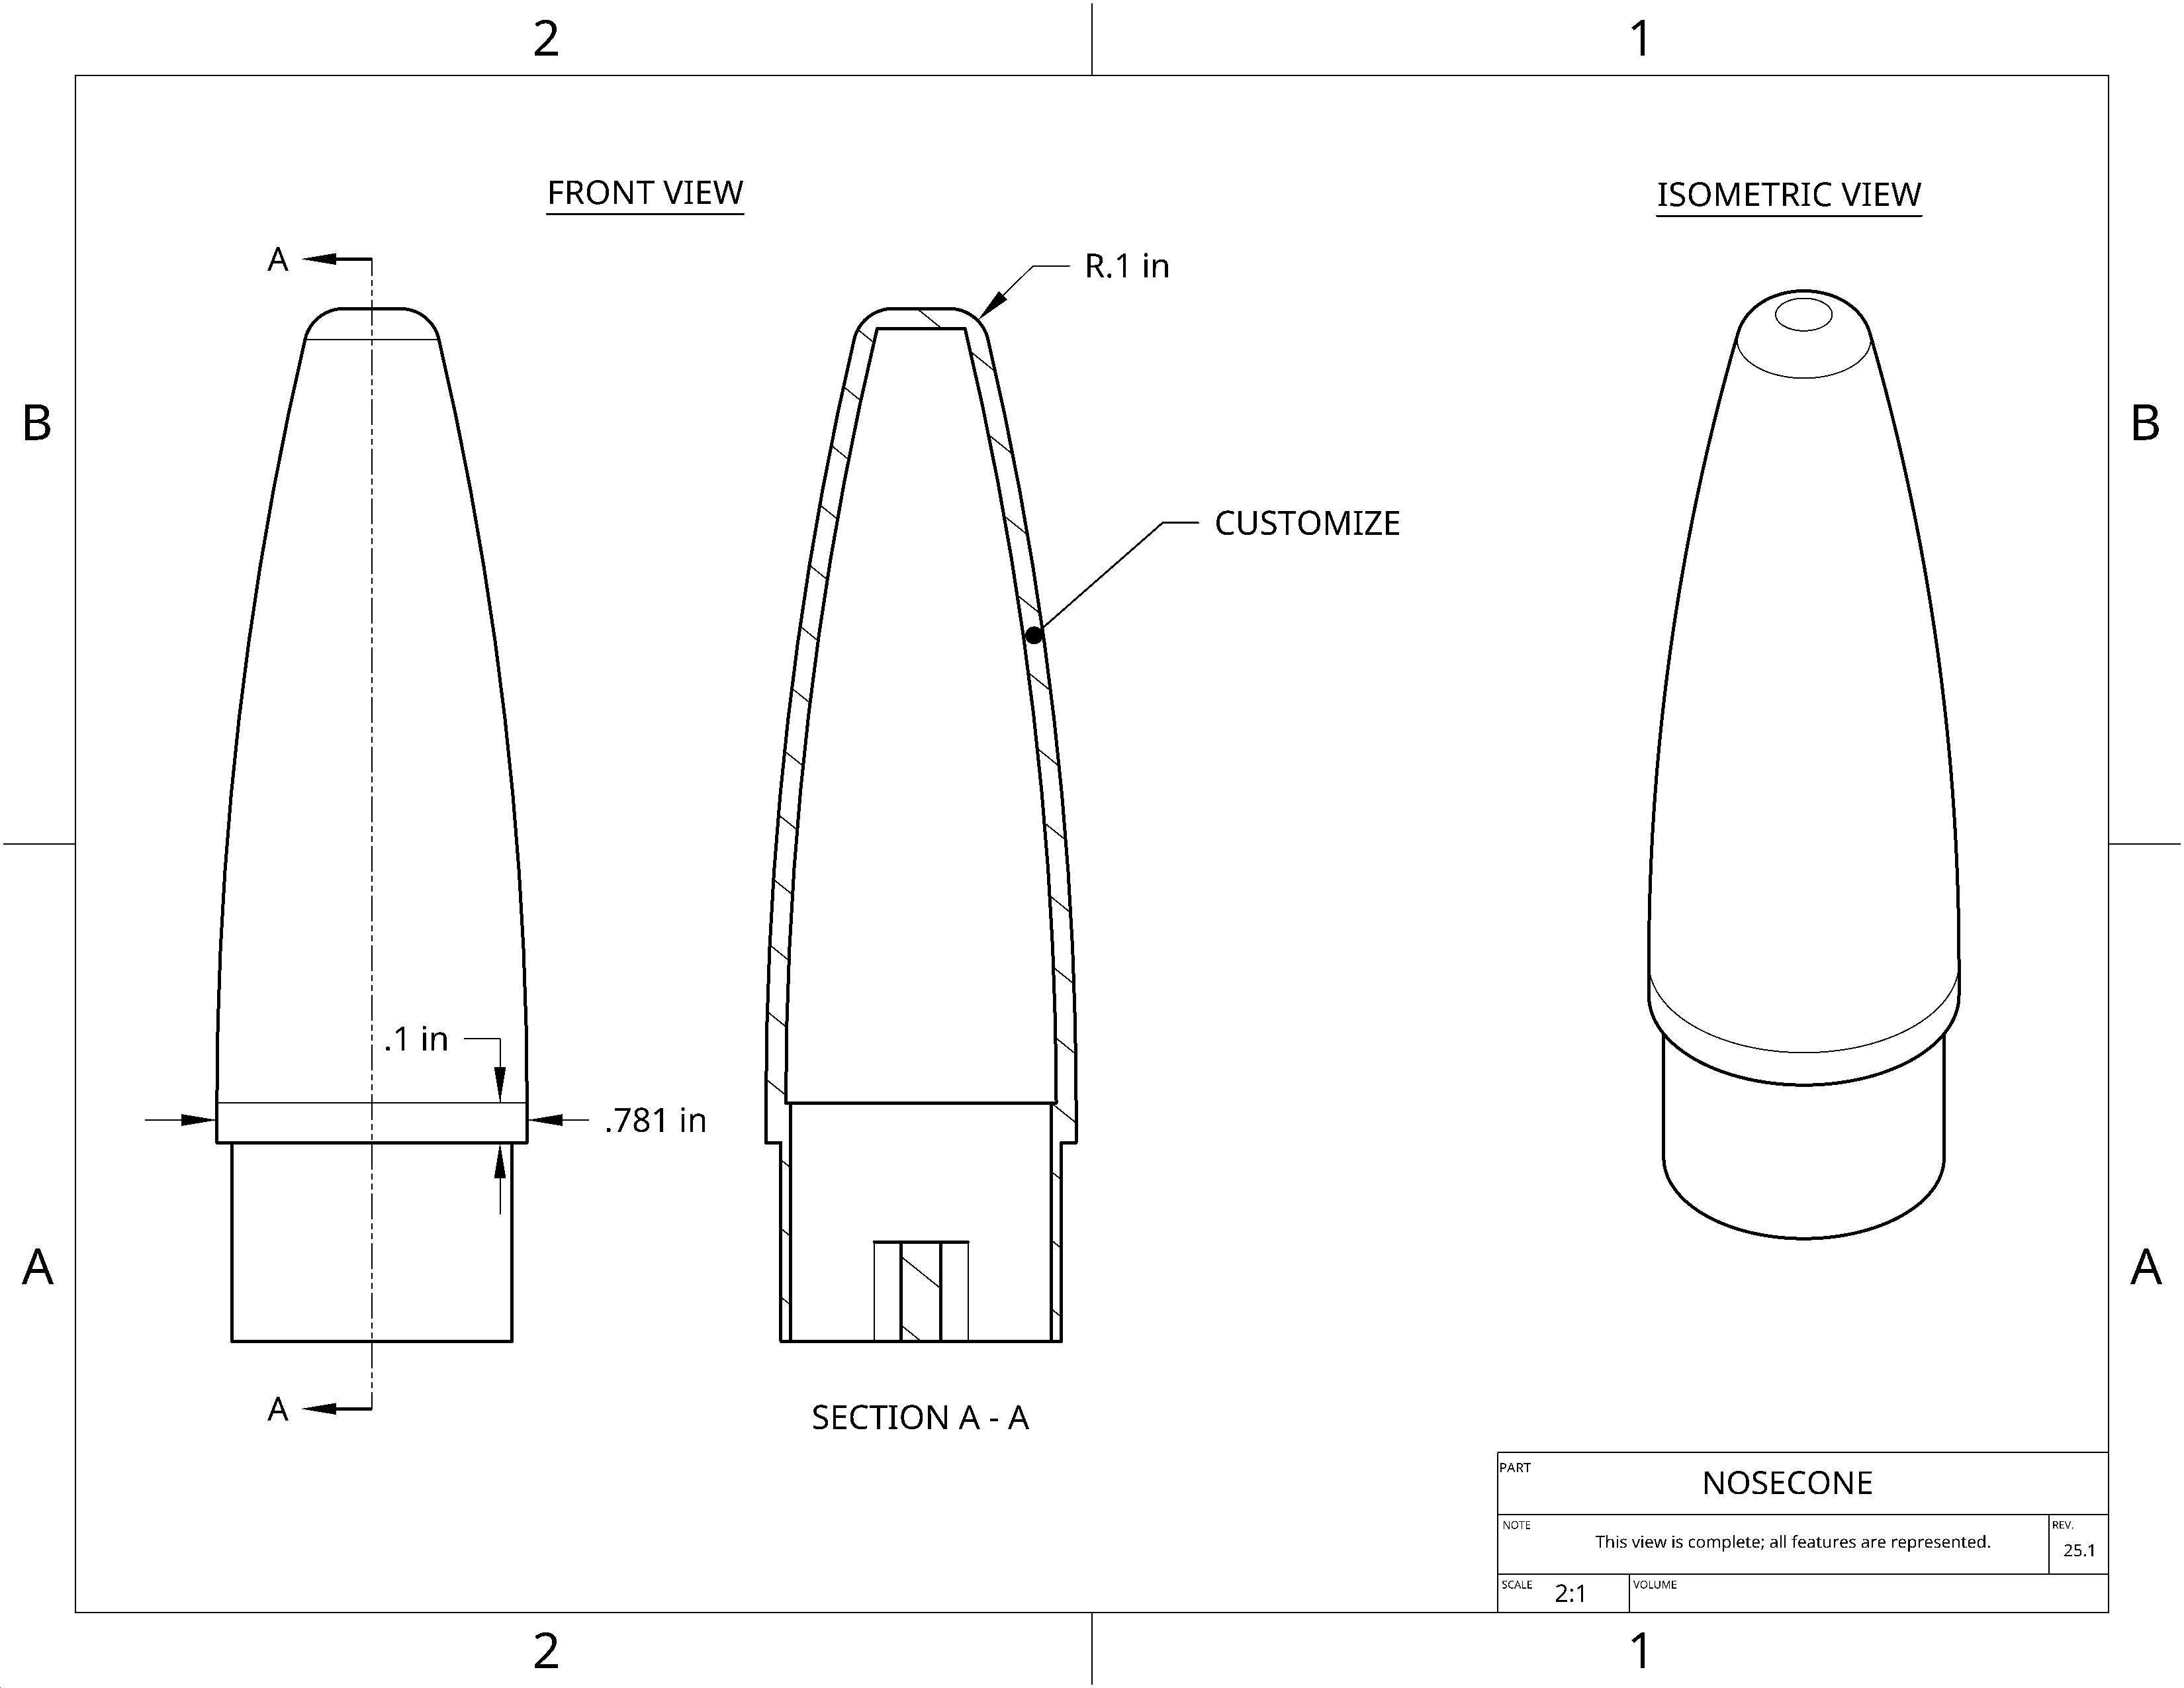 2
1
FRONT VIEW
ISOMETRIC VIEW
A
R.1 in
B
B
CUSTOMIZE
.1 in
.781 in
A
A
A
SECTION A - A
PART
NOSECONE
NOTE
This view is complete; all features are represented.
REV.
25.1
SCALE
2:1
VOLUME
2
1